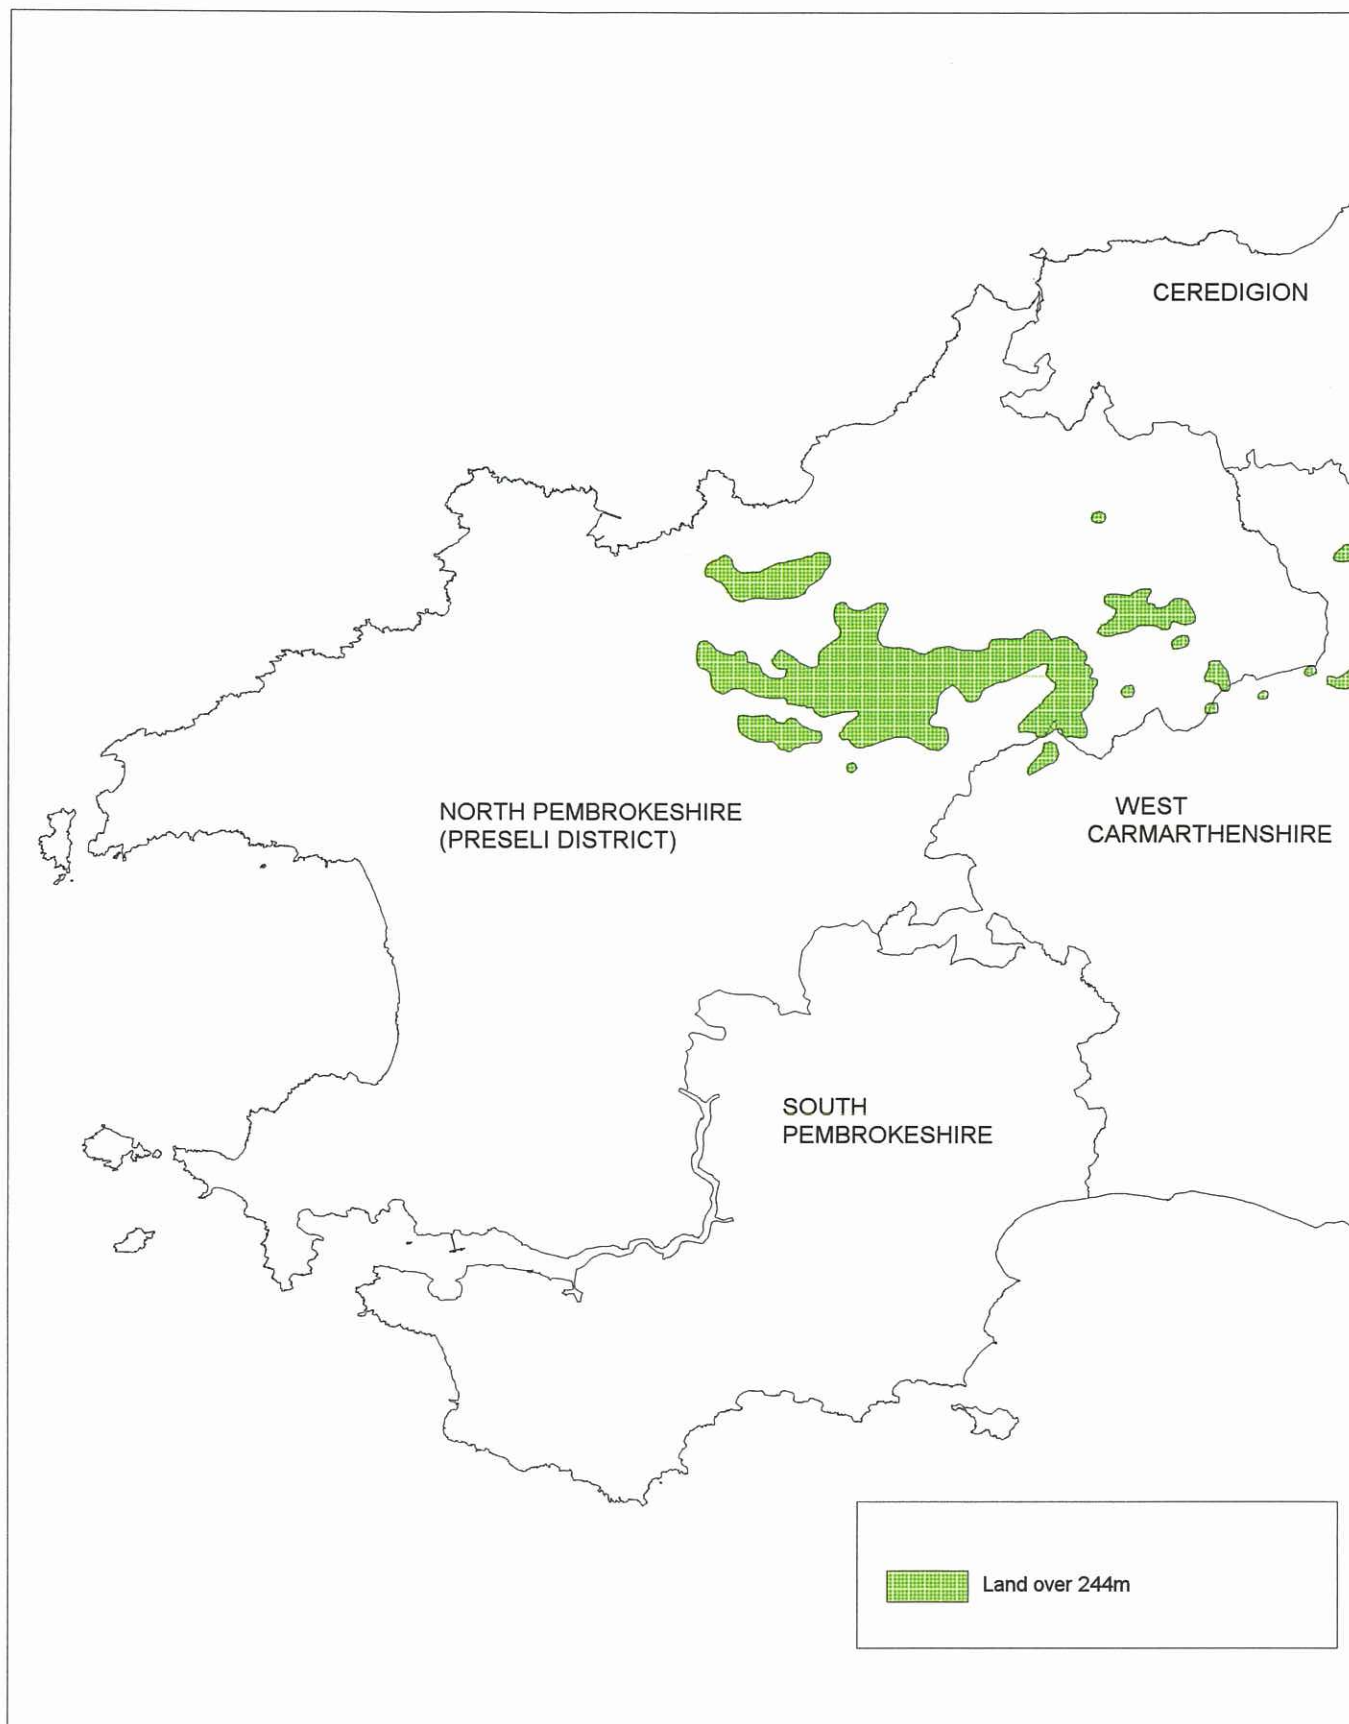 CEREDIGION
NORTH PEMBROKESHIRE
(PRESELI DISTRICT)
WEST
CARMARTHENSHIRE
SOUTH
PEMBROKESHIRE
Land over 244m